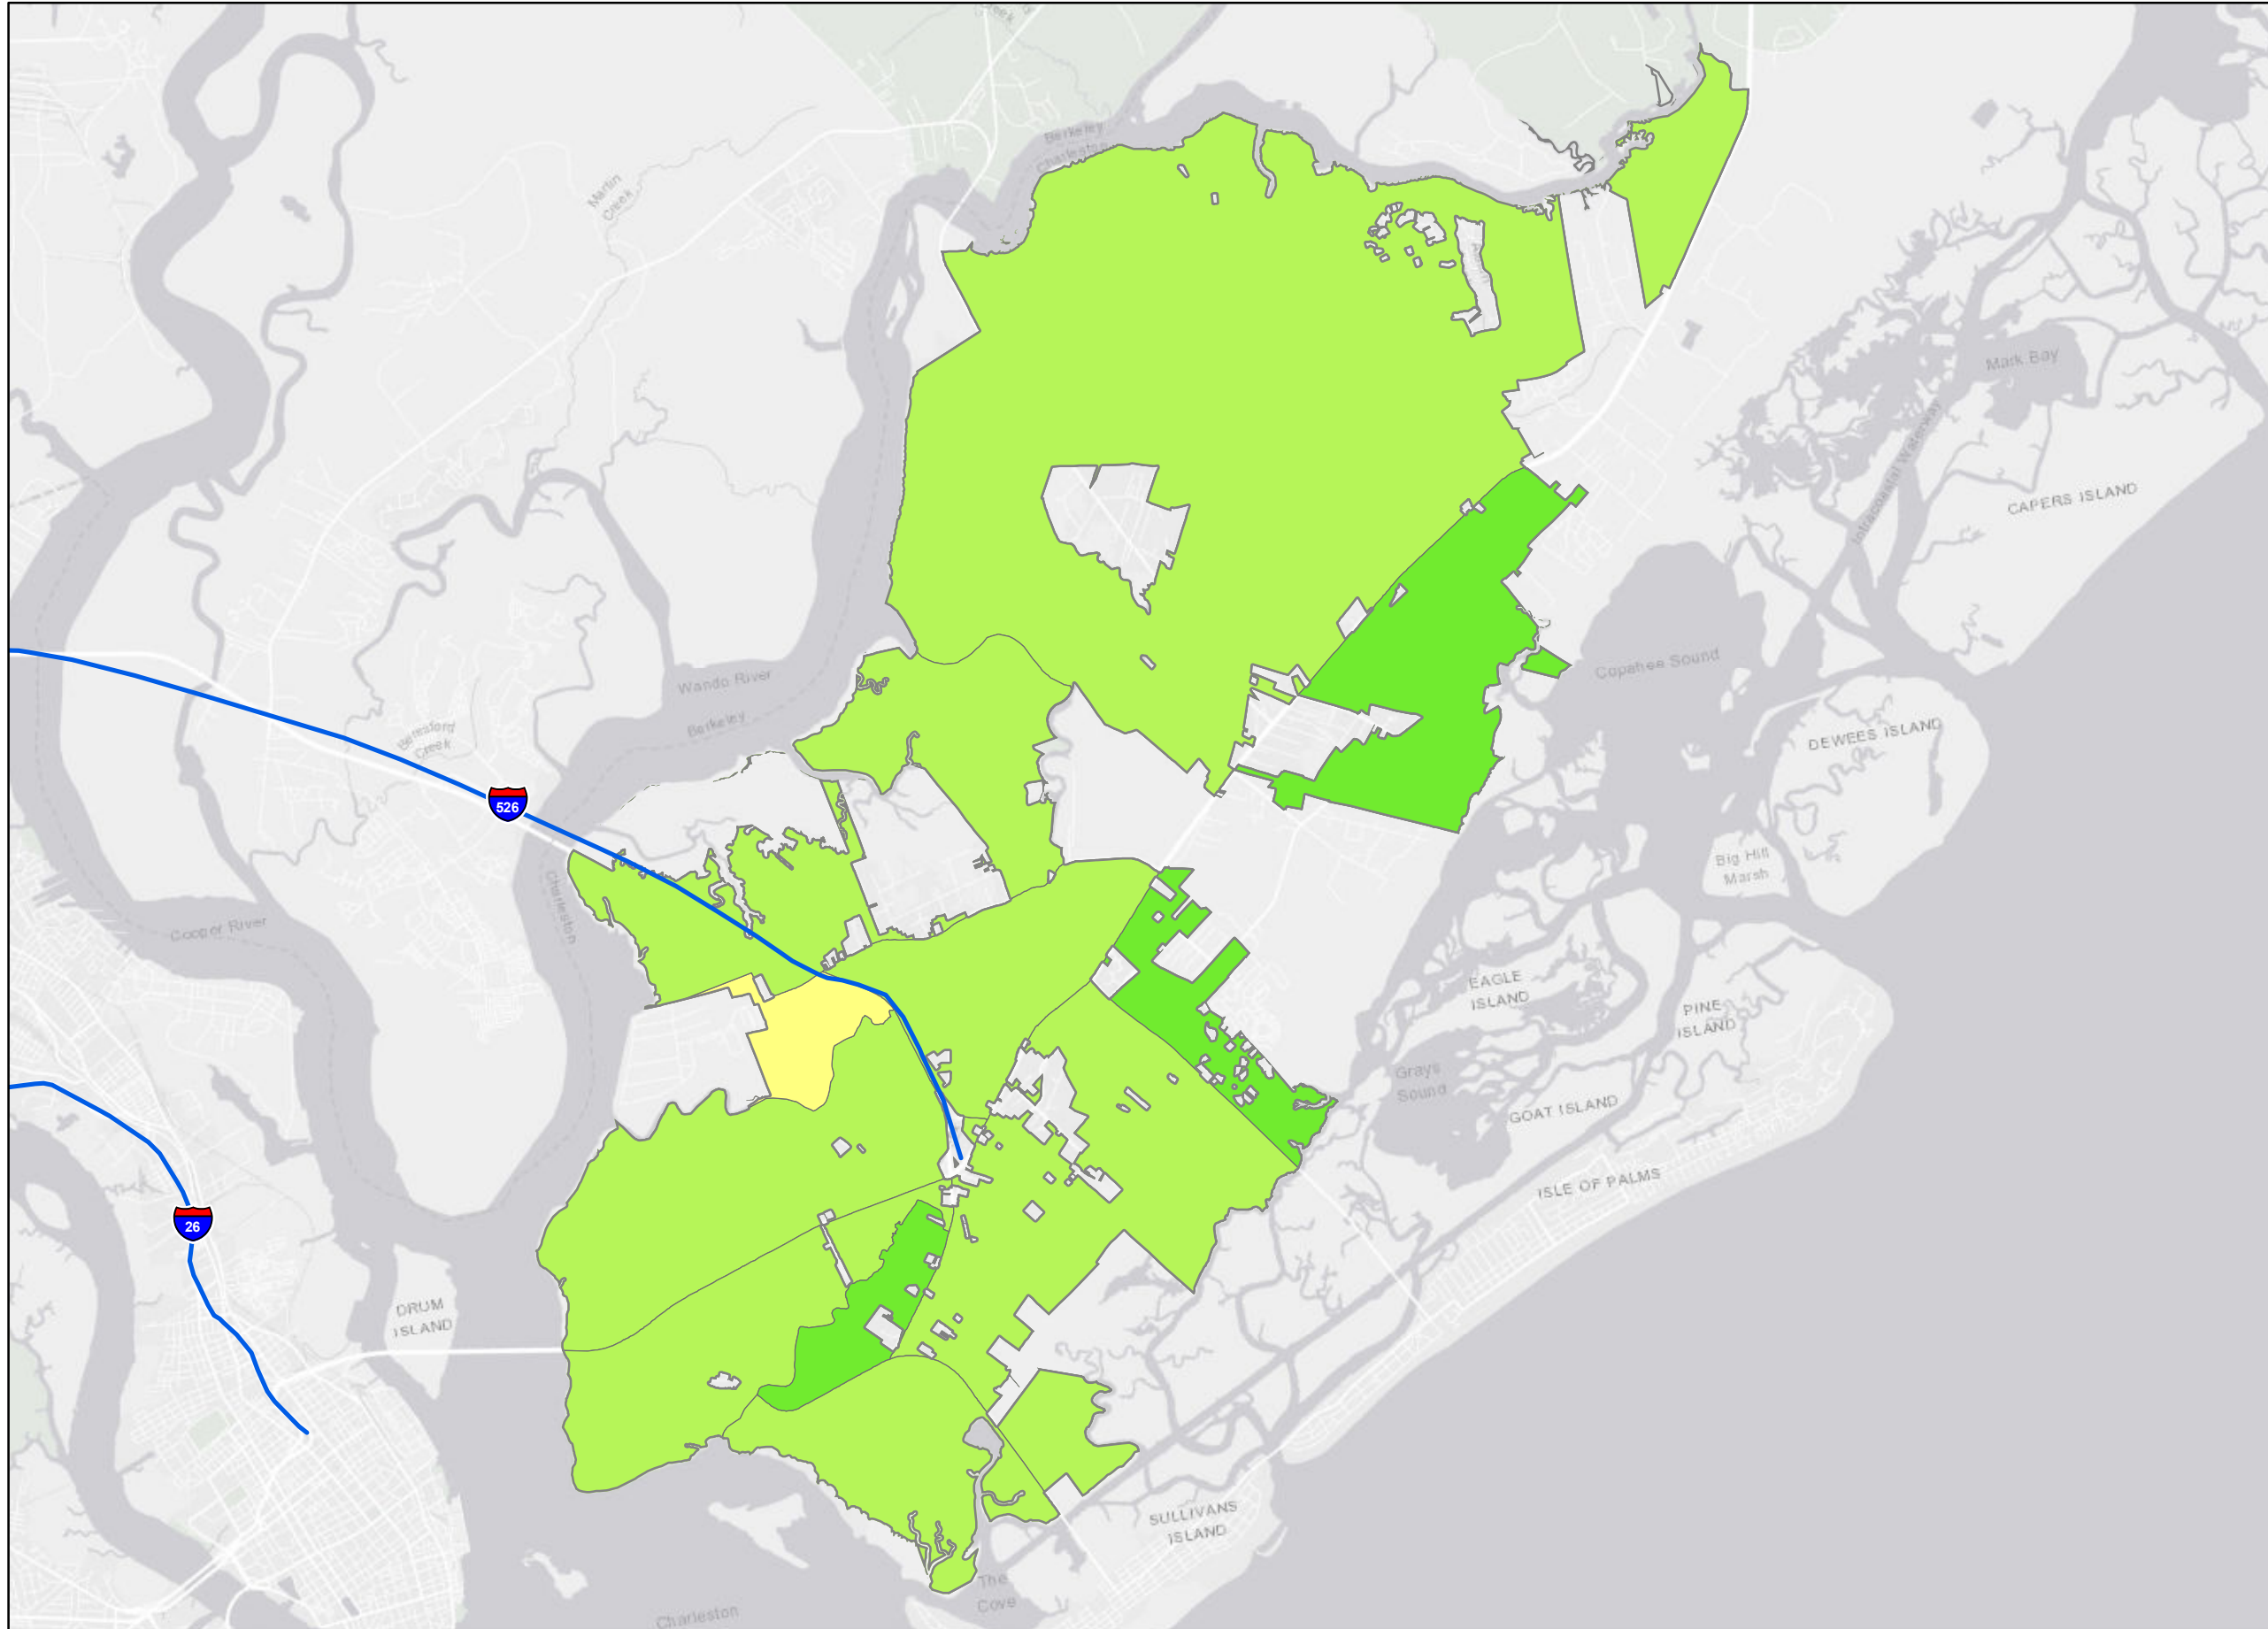 Creek
Berkeley
Charleston
Martin
Creek
Mark Bay
Intracoastal Waterway
CAPERS ISLAND
Wando River
Berkeley
Copahee Sound
Beresford
Creek
DEWEES ISLAND
526
Charleston
Big Hill
Marsh
Cooper River
EAGLE
ISLAND
PINE
ISLAND
Grays
Sound
GOAT ISLAND
ISLE OF PALMS
26
DRUM
ISLAND
SULLIVANS
ISLAND
The
Cove
Charleston